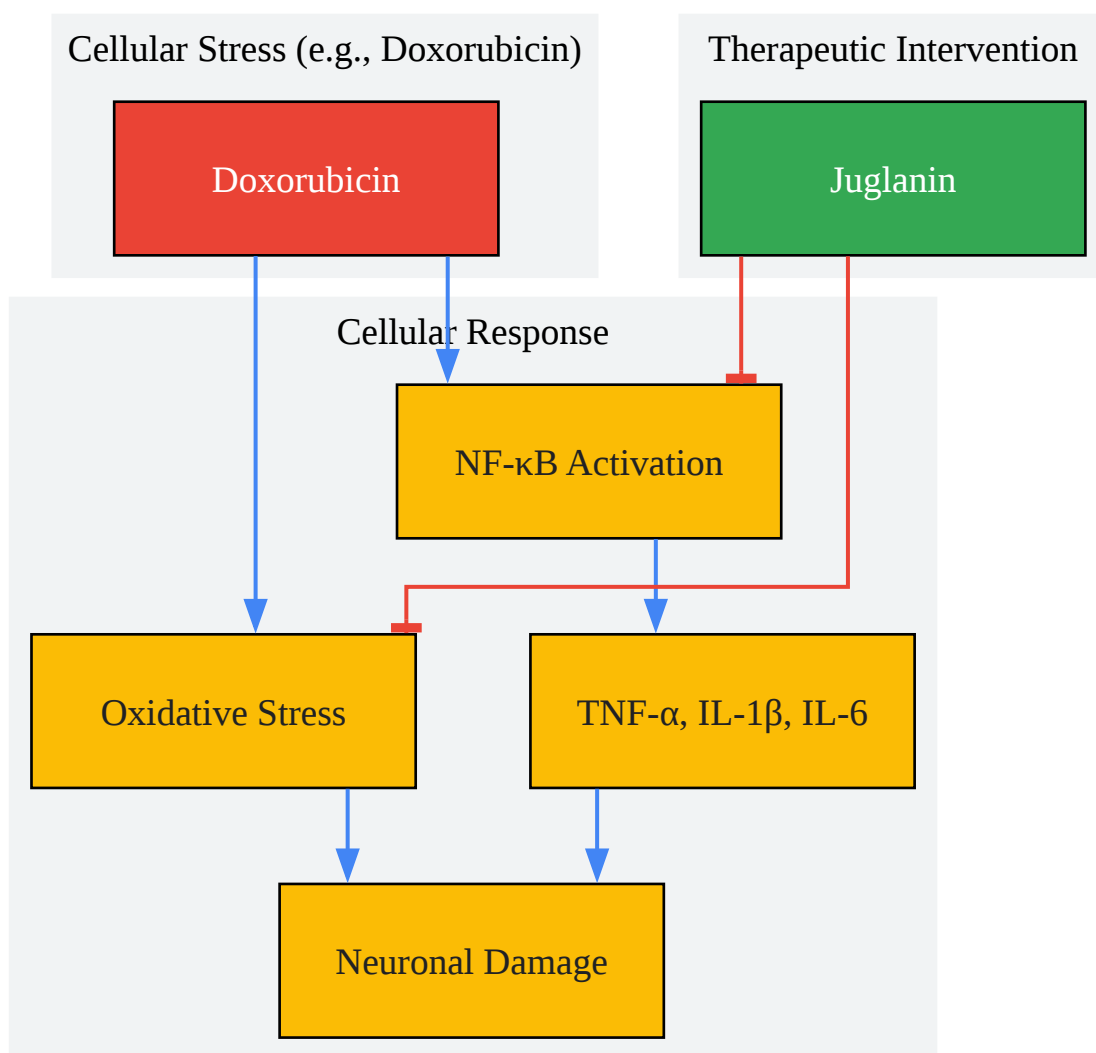 Cellular Stress (e.g., Doxorubicin)
Therapeutic Intervention
Doxorubicin
Juglanin
Cellular Response
NF-κB Activation
Oxidative Stress
TNF-α, IL-1β, IL-6
Neuronal Damage